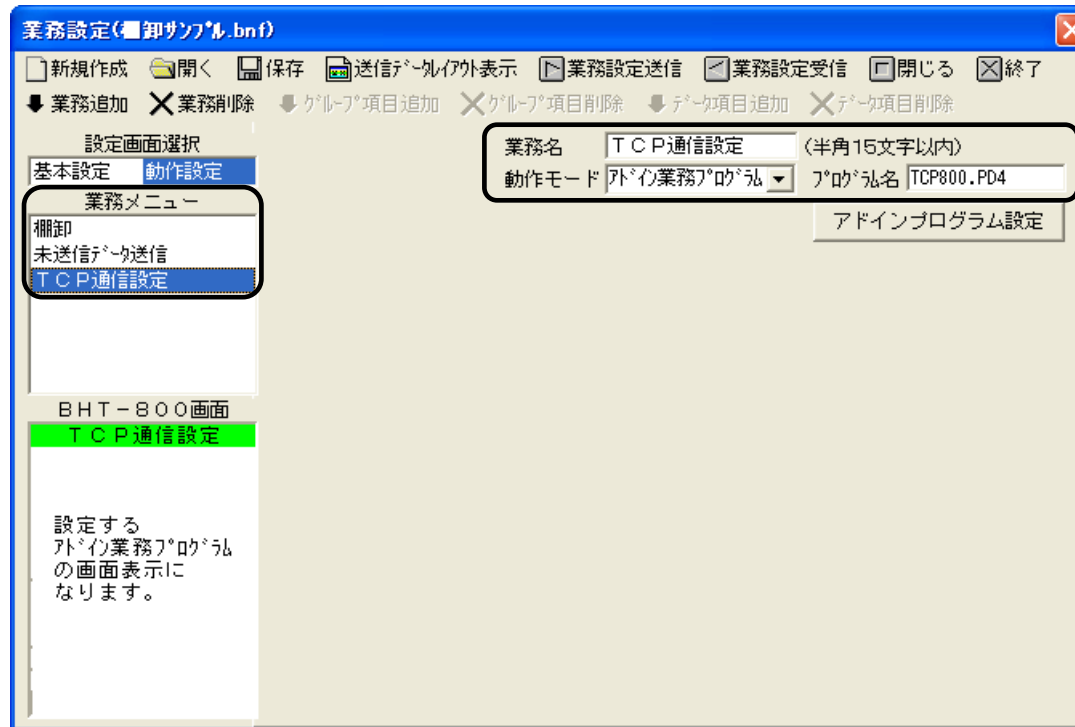 業務設定(棚卸ｻﾝﾌﾟﾙ.bnf)
新規作成 開く 保存 送信ﾃﾞｰﾀﾚｲｱｳﾄ表示 業務設定送信 業務設定受信 閉じる 終了
業務追加 業務削除 ｸﾞﾙｰﾌﾟ項目追加 ｸﾞﾙｰﾌﾟ項目削除 ﾃﾞｰﾀ項目追加 ﾃﾞｰﾀ項目削除
設定画面選択
基本設定 動作設定
業務メニュー
棚卸
未送信ﾃﾞｰﾀ送信
ＴＣＰ通信設定
業務名 ＴＣＰ通信設定 (半角15文字以内)
動作モード ｱﾄﾞｲﾝ業務ﾌﾟﾛｸﾞﾗﾑ ﾌﾟﾛｸﾞﾗﾑ名 TCP800.PD4
アドインプログラム設定
ＢＨＴ－８００画面
ＴＣＰ通信設定
設定する
ｱﾄﾞｲﾝ業務ﾌﾟﾛｸﾞﾗﾑ
の画面表示に
なります。